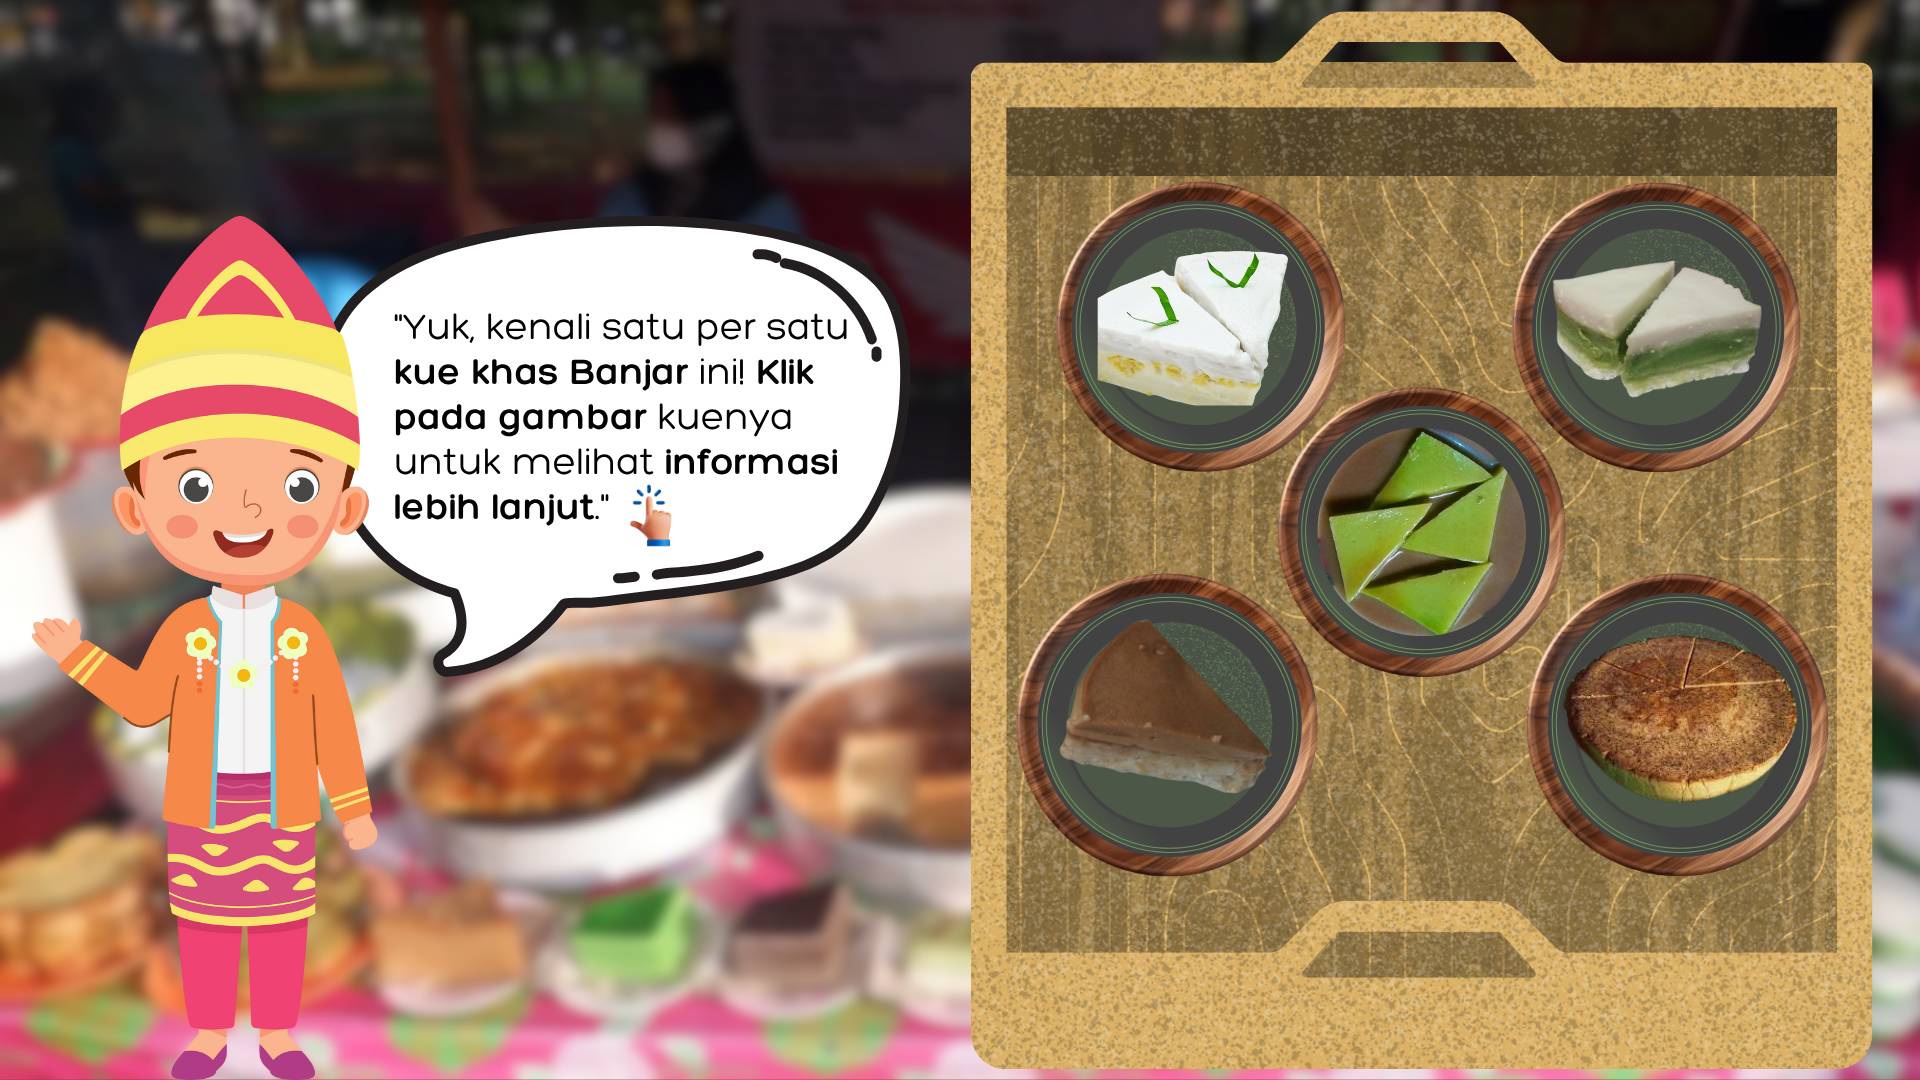 "Yuk, kenali satu per satu
kue khas Banjar ini! Klik
pada gambar kuenya
untuk melihat informasi
lebih lanjut."